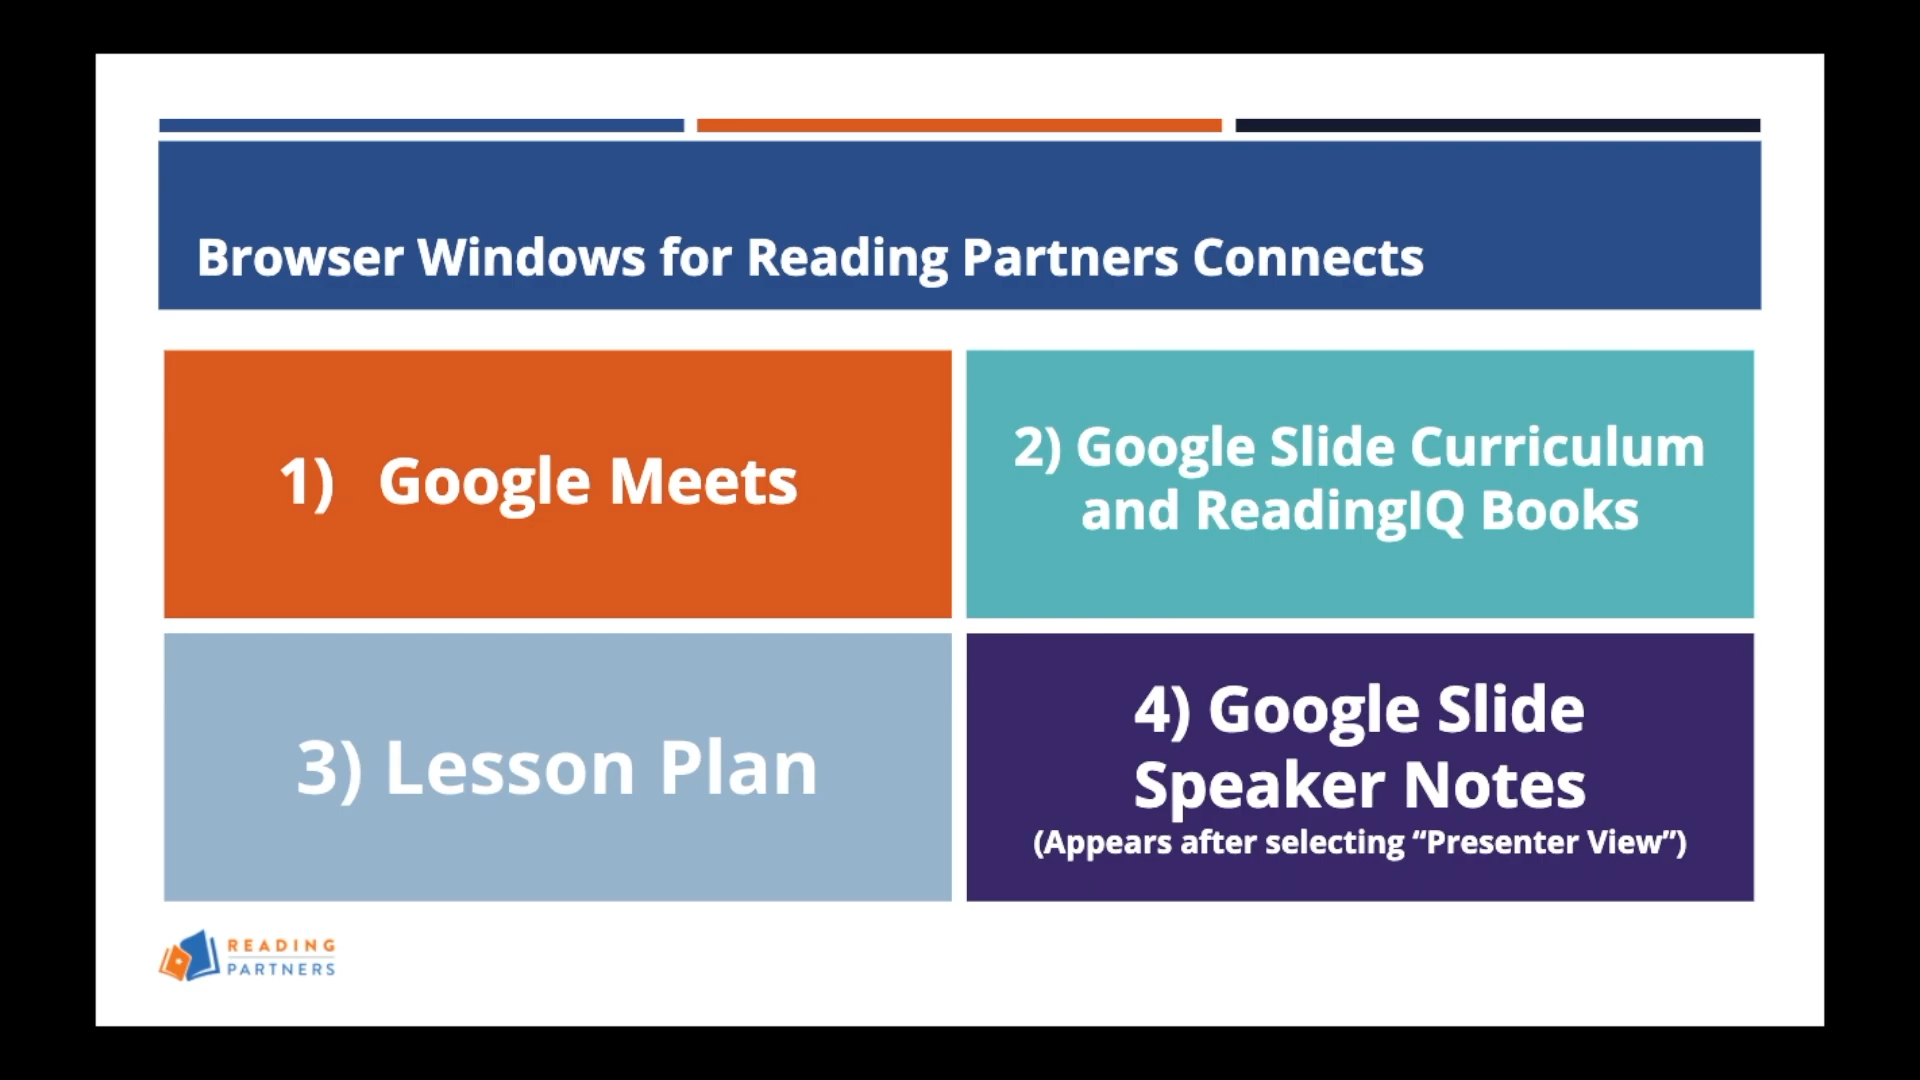 Browser Windows for Reading Partners Connects
1) Google Meets
2) Google Slide Curriculum
and ReadingIQ Books
3) Lesson Plan
4) Google Slide
Speaker Notes
(Appears after selecting “Presenter View”)
READING
PARTNERS